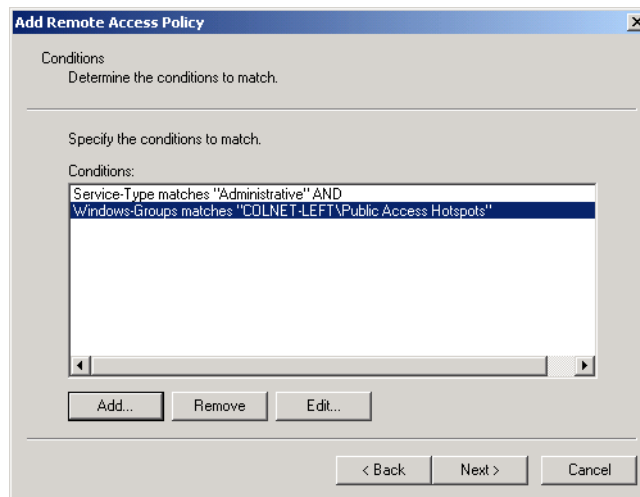 Add Remote Access Policy
Conditions
Determine the conditions to match.
Specify the conditions to match.
Conditions:
Service-Type matches "Administrative" AND
Windows-Groups matches "COLNET-LEFT\Public Access Hotspots"
Add... Remove Edit...
< Back Next > Cancel